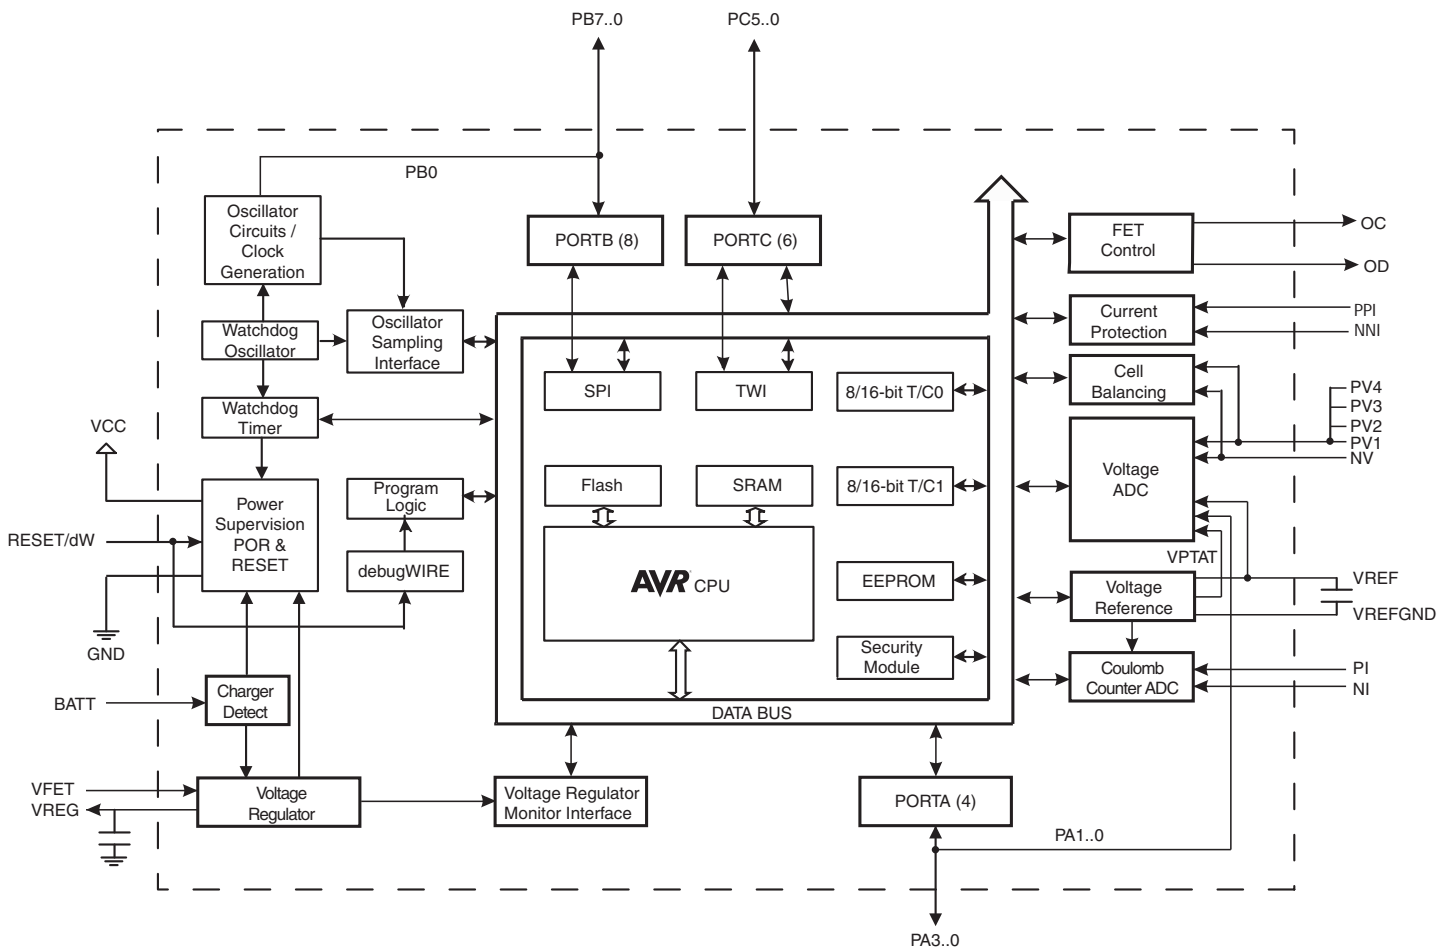 PB7..0
PC5..0
PB0
Oscillator
Circuits /
Clock
Generation
PORTB (8)
PORTC (6)
FET
Control
OC
OD
Watchdog
Oscillator
Oscillator
Sampling
Interface
Current
Protection
PPI
NNI
SPI
TWI
8/16-bit T/C0
Cell
Balancing
PV4
PV3
PV2
PV1
NV
VCC
Watchdog
Timer
Power
Supervision
POR &
RESET
Program
Logic
Flash
SRAM
8/16-bit T/C1
Voltage
ADC
RESET/dW
debugWIRE
AVR CPU
EEPROM
VPTAT
Voltage
Reference
VREF
VREFGND
GND
Security
Module
Coulomb
Counter ADC
PI
NI
BATT
Charger
Detect
DATA BUS
VFET
VREG
Voltage
Regulator
Voltage Regulator
Monitor Interface
PORTA (4)
PA1..0
PA3..0